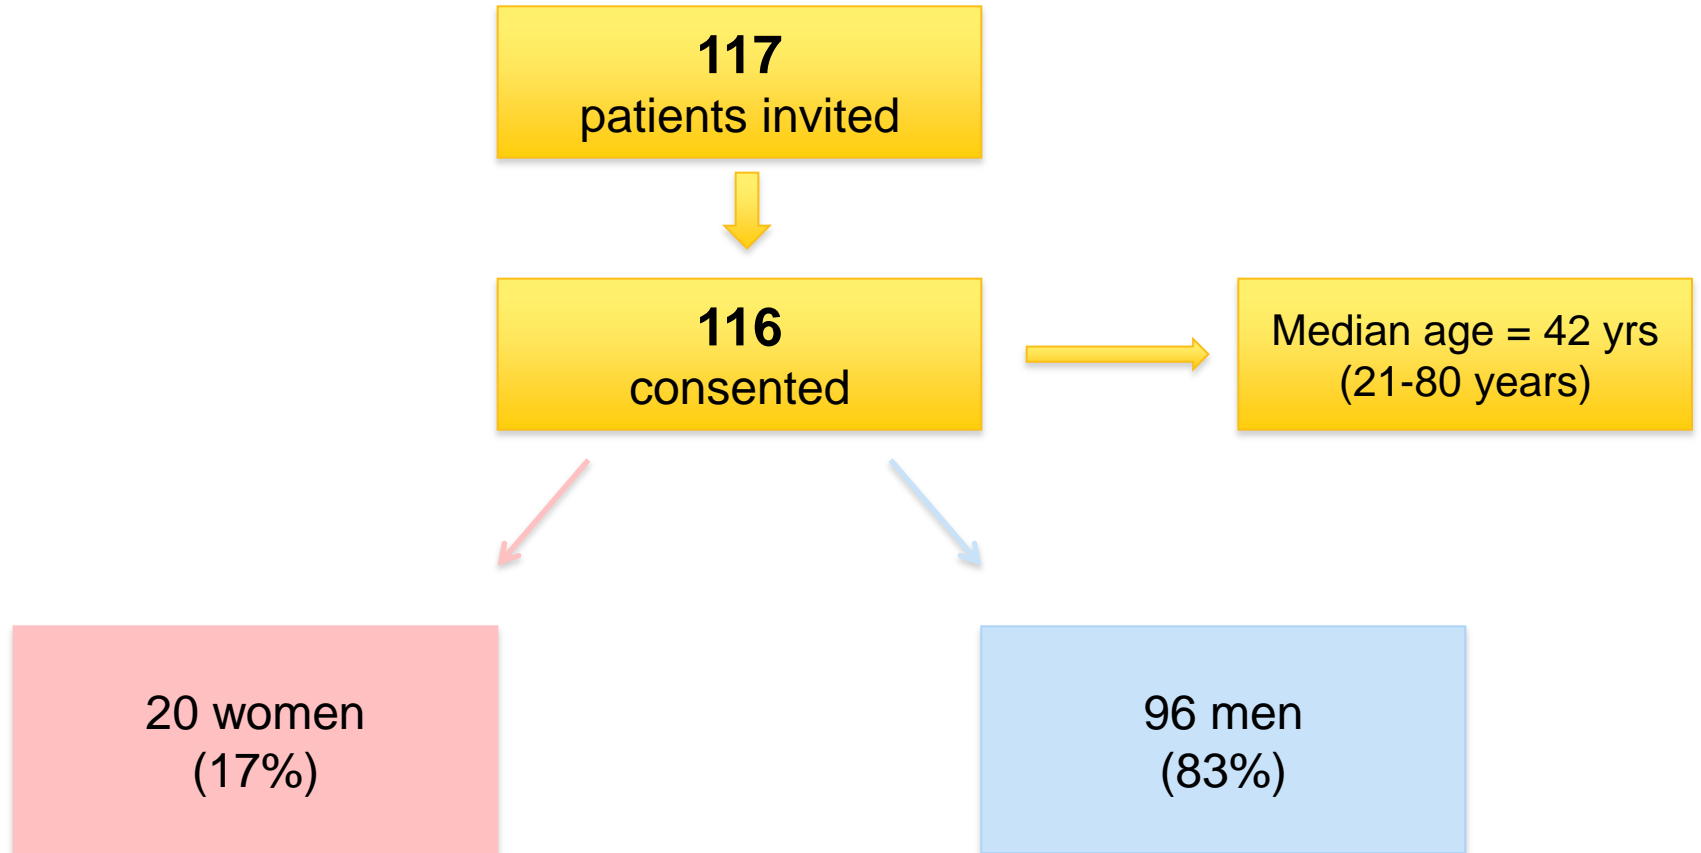 117
patients invited
116
consented
Median age = 42 yrs
(21-80 years)
20 women
(17%)
96 men
(83%)